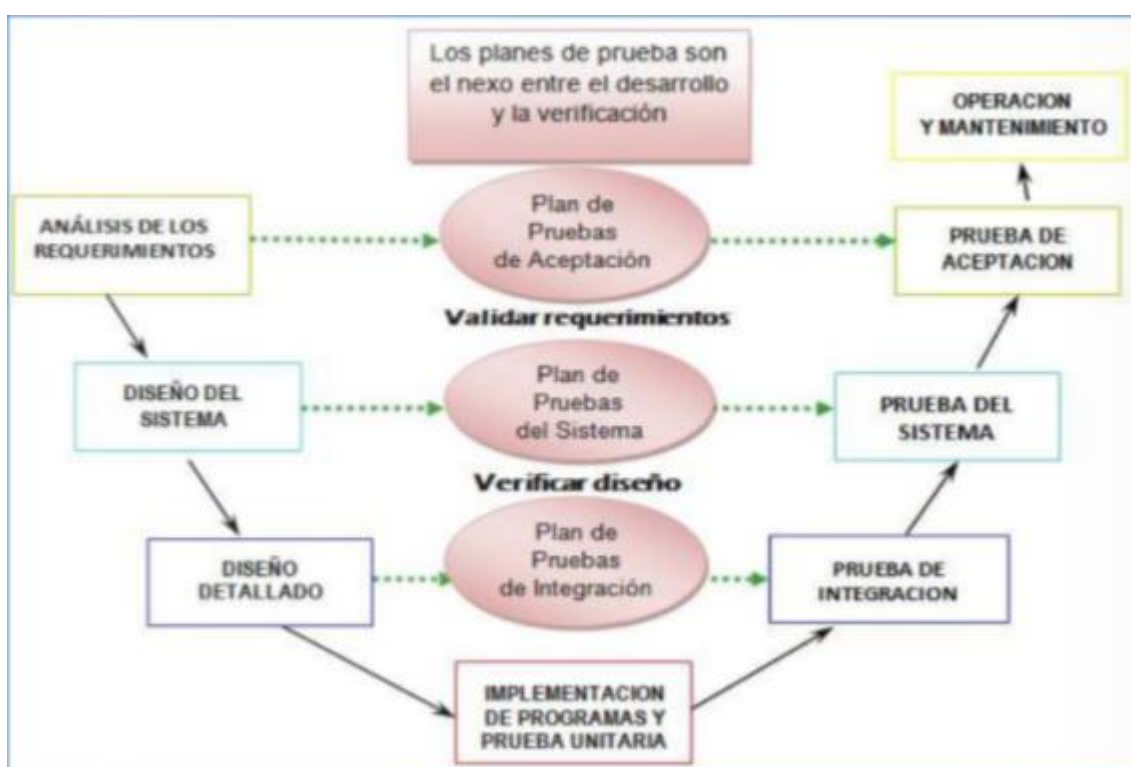 Los planes de prueba son
el nexo entre el desarrollo
y la verificación
OPERACION
Y MANTENIMIENTO
ANÁLISIS DE LOS
REQUERIMIENTOS
Plan de
Pruebas
de Aceptación
PRUEBA DE
ACEPTACION
Validar requerimientos
DISEÑO DEL
SISTEMA
Plan de
Pruebas
del Sistema
PRUEBA DEL
SISTEMA
Verificar diseño
DISEÑO
DETALLADO
Plan de
Pruebas
de Integración
PRUEBA DE
INTEGRACION
IMPLEMENTACION
DE PROGRAMAS Y
PRUEBA UNITARIA